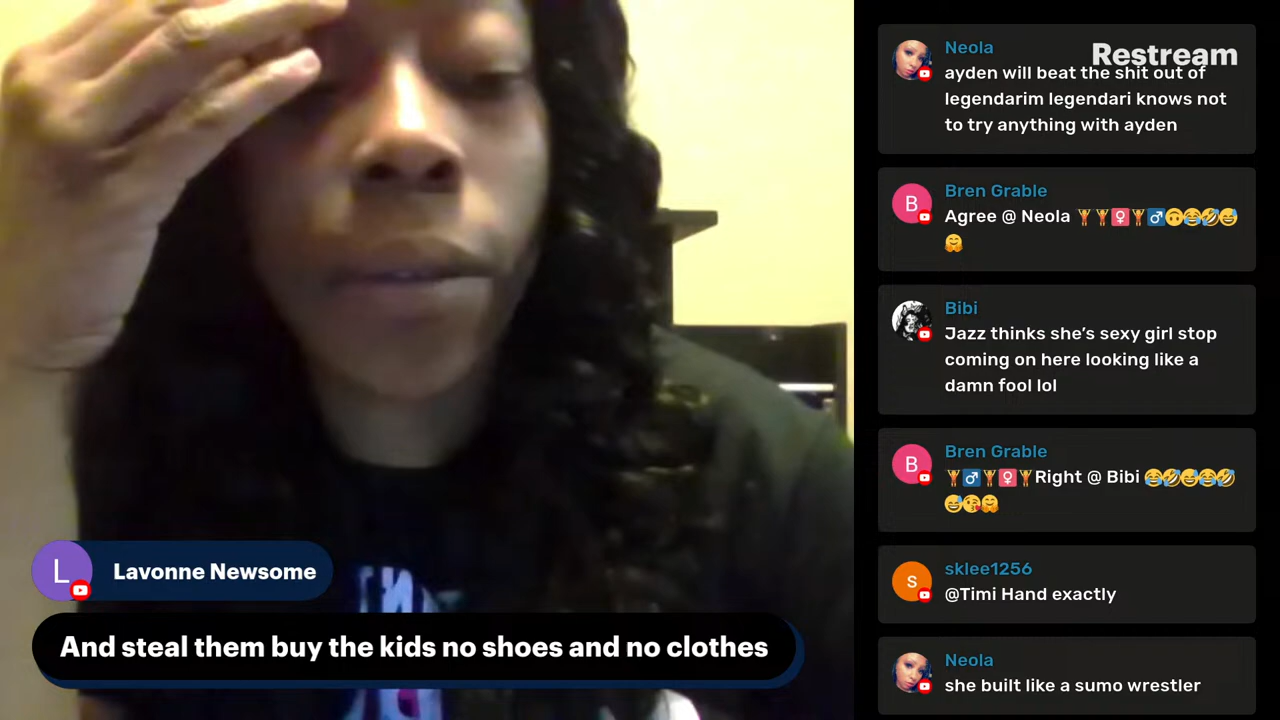 Restream
Neola
ayden will beat the shit out of
legendarim legendari knows not
to try anything with ayden
B
Bren Grable
Agree @ Neola 🏋️🏋️‍♀️🏋️‍♂️🙃😂🤣😅
🤗
Bibi
Jazz thinks she’s sexy girl stop
coming on here looking like a
damn fool lol
B
Bren Grable
🏋️‍♂️🏋️‍♀️🏋️Right @ Bibi 😂🤣😅😂🤣
😅😘🤗
s
sklee1256
@Timi Hand exactly
Neola
she built like a sumo wrestler
L
Lavonne Newsome
And steal them buy the kids no shoes and no clothes